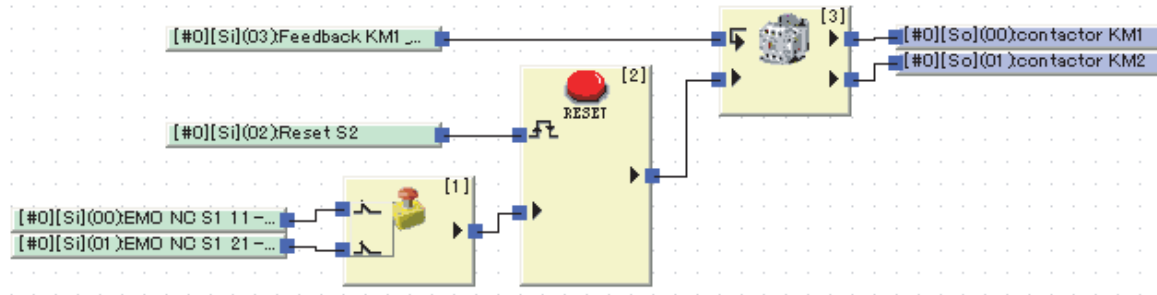 [3]
[#0][Si](03):Feedback KM1_...
[#0][So](00):contactor KM1
[#0][So](01):contactor KM2
[2]
RESET
[#0][Si](02):Reset S2
[1]
[#0][Si](00):EMO NC S1 11-...
[#0][Si](01):EMO NC S1 21-...